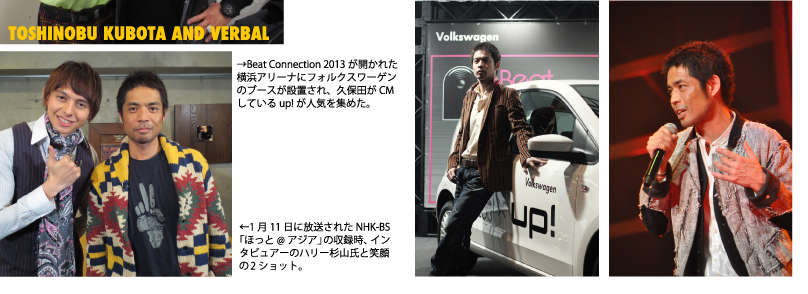 TOSHINOBU KUBOTA AND VERBAL
→Beat Connection 2013 が開かれた
横浜アリーナにフォルクスワーゲン
のブースが設置され、久保田が CM
している up! が人気を集めた。
←1 月 11 日に放送された NHK-BS
「ほっと @ アジア」の収録時、イン
タビュアーのハリー杉山氏と笑顔
の 2 ショット。
Volkswagen
Beat
Volkswagen
up!